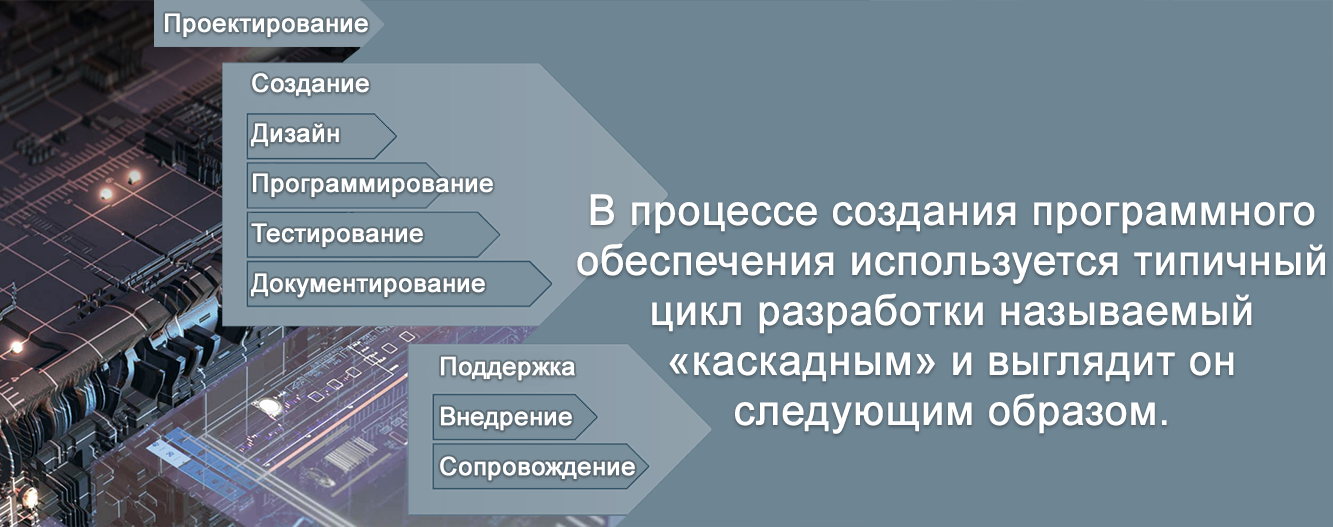 Проектирование
Создание
Дизайн
Программирование
Тестирование
Документирование
Поддержка
Внедрение
Сопровождение
В процессе создания программного
обеспечения используется типичный
цикл разработки называемый
«каскадным» и выглядит он
следующим образом.